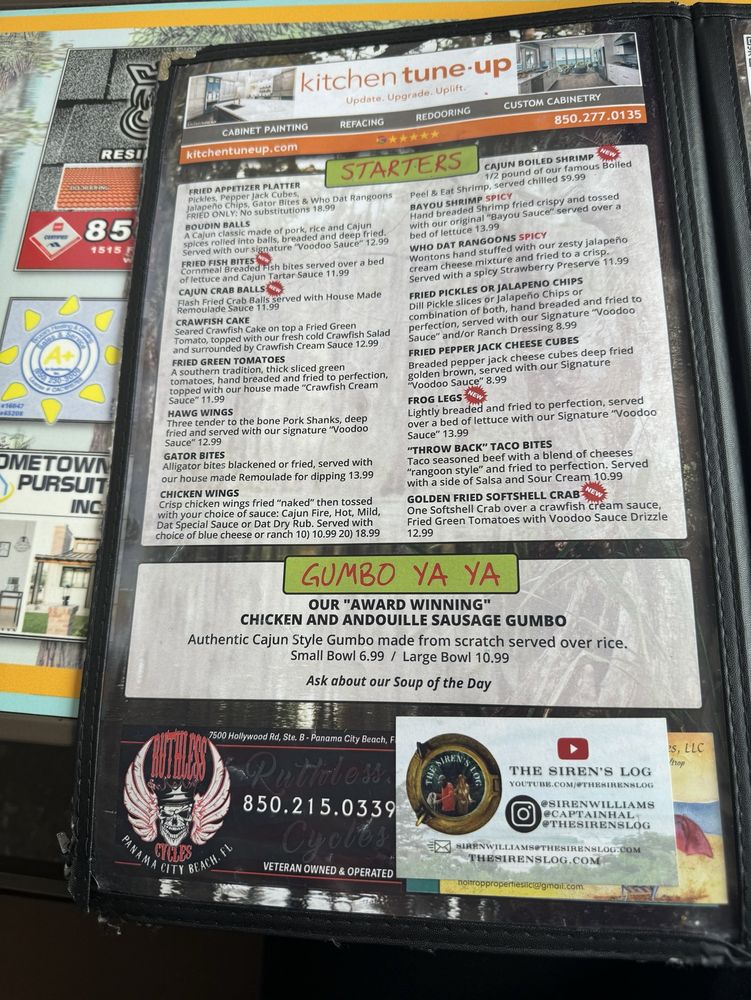 kitchen tune-up
Update. Upgrade. Uplift.
CABINET PAINTING
REFACING
REDOORING
CUSTOM CABINETRY
kitchentuneup.com
850.277.0135
STARTERS
FRIED APPETIZER PLATTER
Pickles, Pepper Jack Cubes,
Jalapeño Chips, Gator Bites & Who Dat Rangoons
FRIED ONLY: No substitutions 18.99
BOUDIN BALLS
A Cajun classic made of pork, rice and Cajun
spices rolled into balls, breaded and deep fried.
Served with our signature "Voodoo Sauce" 12.99
FRIED FISH BITES NEW
Cornmeal Breaded Fish bites served over a bed
of lettuce and Cajun Tartar Sauce 11.99
CAJUN CRAB BALLS NEW
Flash Fried Crab Balls served with House Made
Remoulade Sauce 11.99
CRAWFISH CAKE
Seared Crawfish Cake on top a Fried Green
Tomato, topped with our fresh cold Crawfish Salad
and surrounded by Crawfish Cream Sauce 12.99
FRIED GREEN TOMATOES
A southern tradition, thick sliced green
tomatoes, hand breaded and fried to perfection,
topped with our house made "Crawfish Cream
Sauce" 11.99
HAWG WINGS
Three tender to the bone Pork Shanks, deep
fried and served with our signature "Voodoo
Sauce" 12.99
GATOR BITES
Alligator bites blackened or fried, served with
our house made Remoulade for dipping 13.99
CHICKEN WINGS
Crisp chicken wings fried "naked" then tossed
with your choice of sauce: Cajun Fire, Hot, Mild,
Dat Special Sauce or Dat Dry Rub. Served with
choice of blue cheese or ranch 10) 10.99 20) 18.99
CAJUN BOILED SHRIMP NEW
1/2 pound of our famous Boiled
Peel & Eat Shrimp, served chilled $9.99
BAYOU SHRIMP SPICY
Hand breaded Shrimp fried crispy and tossed
with our original "Bayou Sauce" served over a
bed of lettuce 13.99
WHO DAT RANGOONS SPICY
Wontons hand stuffed with our zesty jalapeño
cream cheese mixture and fried to a crisp.
Served with a spicy Strawberry Preserve 11.99
FRIED PICKLES OR JALAPENO CHIPS
Dill Pickle slices or Jalapeño Chips or
combination of both, hand breaded and fried to
perfection, served with our Signature "Voodoo
Sauce" and/or Ranch Dressing 8.99
FRIED PEPPER JACK CHEESE CUBES
Breaded pepper jack cheese cubes deep fried
golden brown, served with our Signature
"Voodoo Sauce" 8.99
FROG LEGS NEW
Lightly breaded and fried to perfection, served
over a bed of lettuce with our Signature "Voodoo
Sauce" 13.99
"THROW BACK" TACO BITES
Taco seasoned beef with a blend of cheeses
"rangoon style" and fried to perfection. Served
with a side of Salsa and Sour Cream 10.99
GOLDEN FRIED SOFTSHELL CRAB NEW
One Softshell Crab over a crawfish cream sauce,
Fried Green Tomatoes with Voodoo Sauce Drizzle
12.99
GUMBO YA YA
OUR "AWARD WINNING"
CHICKEN AND ANDOUILLE SAUSAGE GUMBO
Authentic Cajun Style Gumbo made from scratch served over rice.
Small Bowl 6.99 / Large Bowl 10.99
Ask about our Soup of the Day
RUTHLESS
CYCLES
PANAMA CITY BEACH, FL
7500 Hollywood Rd, Ste. B - Panama City Beach, F
Ruthless
Cycles
850.215.0339
VETERAN OWNED & OPERATED
THE SIREN'S LOG
THE SIREN'S LOG
YOUTUBE.COM/@THESIRENSLOG
@SIRENWILLIAMS
@CAPTAINHAL
@THESIRENSLOG
SIRENWILLIAMS@THESIRENSLOG.COM
THESIRENSLOG.COM
es, LLC
holtroppropertiesllc@gmail.com
RESI
85
1515 F
A+
OMETOWN
PURSUIT
INC